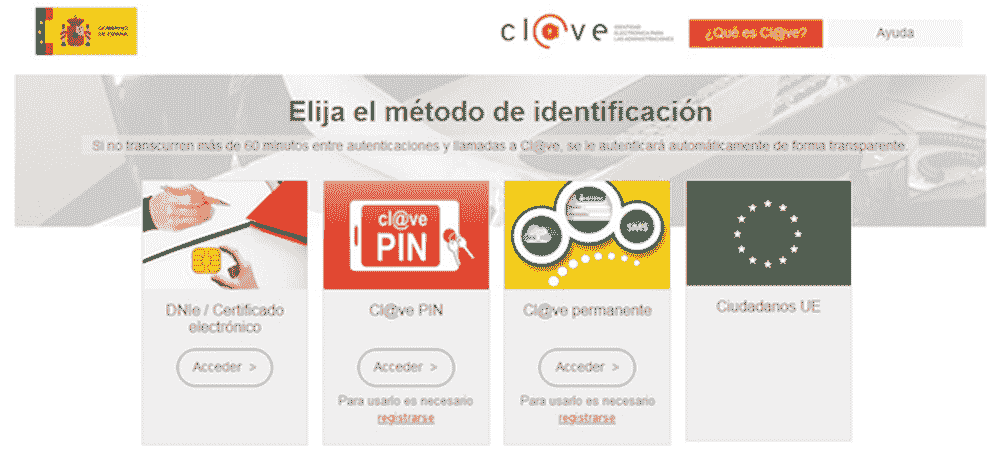 GOBIERNO
DE ESPAÑA
cl@ve
IDENTIDAD
ELECTRÓNICA PARA
LAS ADMINISTRACIONES
¿Qué es Cl@ve?
Ayuda
Elija el método de identificación
Si no transcurren más de 60 minutos entre autenticaciones y llamadas a Cl@ve, se le autenticará automáticamente de forma transparente.
cl@ve
PIN
SMS
DNIe / Certificado
electrónico
Acceder >
Cl@ve PIN
Acceder >
Para usarlo es necesario
registrarse
Cl@ve permanente
Acceder >
Para usarlo es necesario
registrarse
Ciudadanos UE